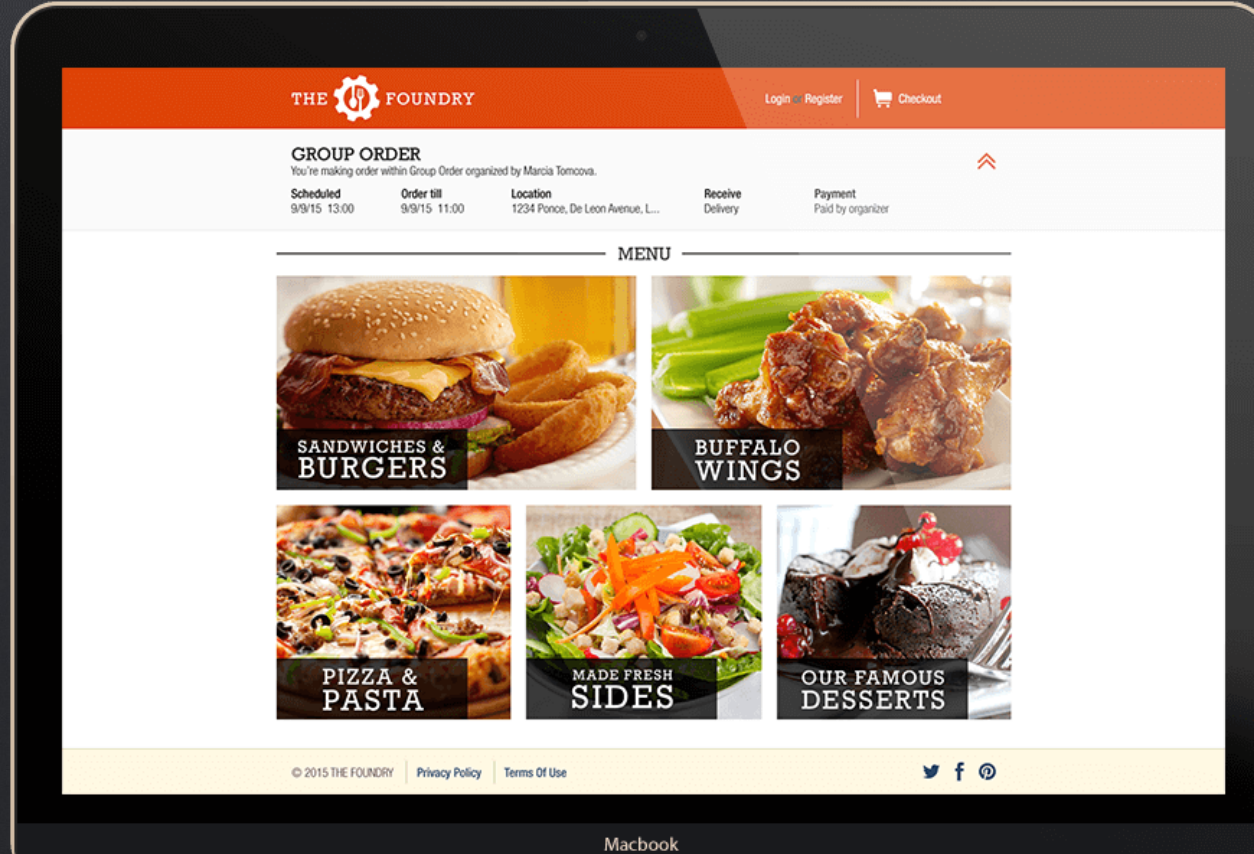 THE FOUNDRY
Login or Register
Checkout
GROUP ORDER
You're making order within Group Order organized by Marcia Tomcova.
Scheduled
9/9/15 13:00
Order till
9/9/15 11:00
Location
1234 Ponce, De Leon Avenue, L...
Receive
Delivery
Payment
Paid by organizer
MENU
SANDWICHES &
BURGERS
BUFFALO
WINGS
PIZZA &
PASTA
MADE FRESH
SIDES
OUR FAMOUS
DESSERTS
© 2015 THE FOUNDRY
Privacy Policy
Terms Of Use
Macbook